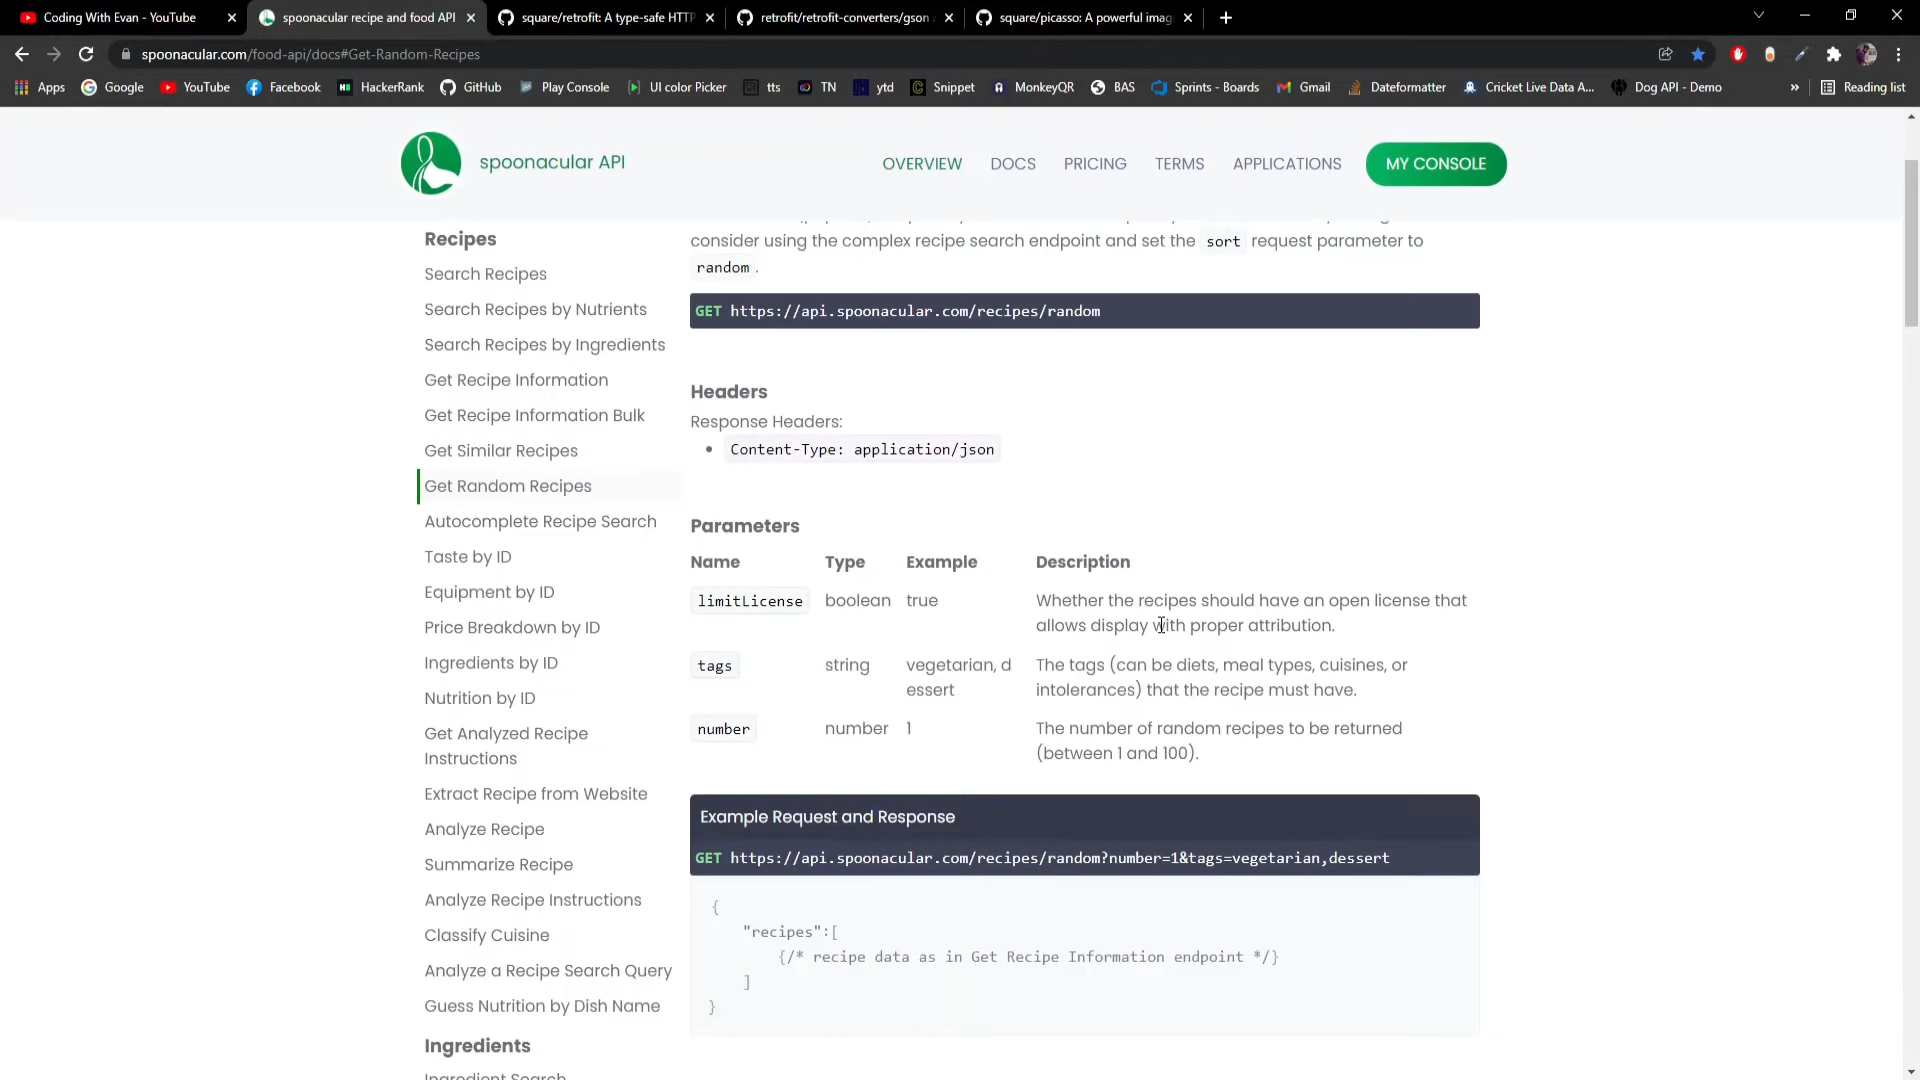 Coding With Evan - YouTube
spoonacular recipe and food API
square/retrofit: A type-safe HTTP
retrofit/retrofit-converters/gson
square/picasso: A powerful imag
spoonacular.com/food-api/docs#Get-Random-Recipes
Apps Google YouTube Facebook HackerRank GitHub Play Console UI color Picker tts TN ytd Snippet MonkeyQR BAS Sprints - Boards Gmail Dateformatter Cricket Live Data A... Dog API - Demo » Reading list
spoonacular API
OVERVIEW DOCS PRICING TERMS APPLICATIONS MY CONSOLE
Recipes
Search Recipes
Search Recipes by Nutrients
Search Recipes by Ingredients
Get Recipe Information
Get Recipe Information Bulk
Get Similar Recipes
Get Random Recipes
Autocomplete Recipe Search
Taste by ID
Equipment by ID
Price Breakdown by ID
Ingredients by ID
Nutrition by ID
Get Analyzed Recipe
Instructions
Extract Recipe from Website
Analyze Recipe
Summarize Recipe
Analyze Recipe Instructions
Classify Cuisine
Analyze a Recipe Search Query
Guess Nutrition by Dish Name
Ingredients
Ingredient Search
consider using the complex recipe search endpoint and set the sort request parameter to
random .
GET https://api.spoonacular.com/recipes/random
Headers
Response Headers:
• Content-Type: application/json
Parameters
Name Type Example Description
limitLicense boolean true Whether the recipes should have an open license that
allows display with proper attribution.
tags string vegetarian, d The tags (can be diets, meal types, cuisines, or
essert intolerances) that the recipe must have.
number number 1 The number of random recipes to be returned
(between 1 and 100).
Example Request and Response
GET https://api.spoonacular.com/recipes/random?number=1&tags=vegetarian,dessert
{
"recipes":[
{/* recipe data as in Get Recipe Information endpoint */}
]
}